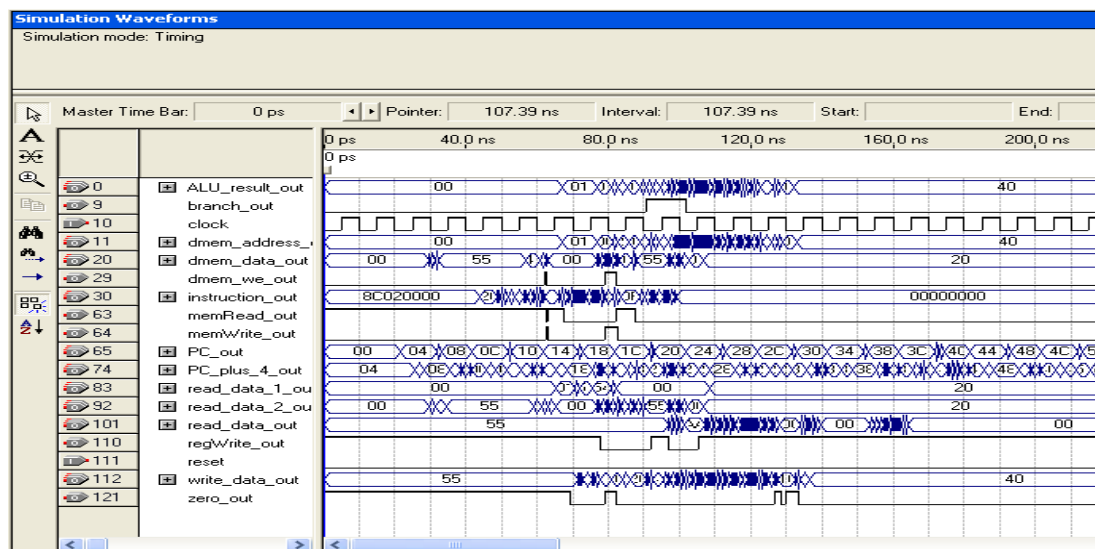 Simulation Waveforms
Simulation mode: Timing
Master Time Bar: 0 ps Pointer: 107.39 ns Interval: 107.39 ns Start: End:
0 ps 40.0 ns 80.0 ns 120.0 ns 160.0 ns 200.0 ns
0 ps
0 ALU_result_out 00 01 40
9 branch_out
10 clock
11 dmem_address_ 00 01 40
20 dmem_data_out 00 55 00 55 20
29 dmem_we_out
30 instruction_out 8C020000 00000000
63 memRead_out
64 memWrite_out
65 PC_out 00 04 08 0C 10 14 18 1C 20 24 28 2C 30 34 38 3C 4C 44 48 4C
74 PC_plus_4_out 04
83 read_data_1_ou 00 00 20
92 read_data_2_ou 00 55 00 55 20
101 read_data_out 55 00 00
110 regWrite_out
111 reset
112 write_data_out 55 40
121 zero_out